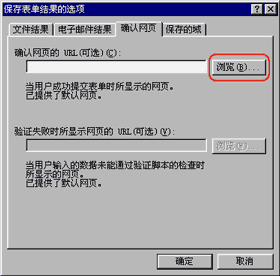 保存表单结果的选项
文件结果 电子邮件结果 确认网页 保存的域
确认网页的 URL(可选)(C):
浏览(B)...
当用户成功提交表单时所显示的网页。
已提供了默认网页。
验证失败时所显示网页的 URL(可选)(V):
浏览(W)...
当用户输入的数据未能通过验证脚本的检查时
所显示的网页。
已提供了默认网页。
确定 取消